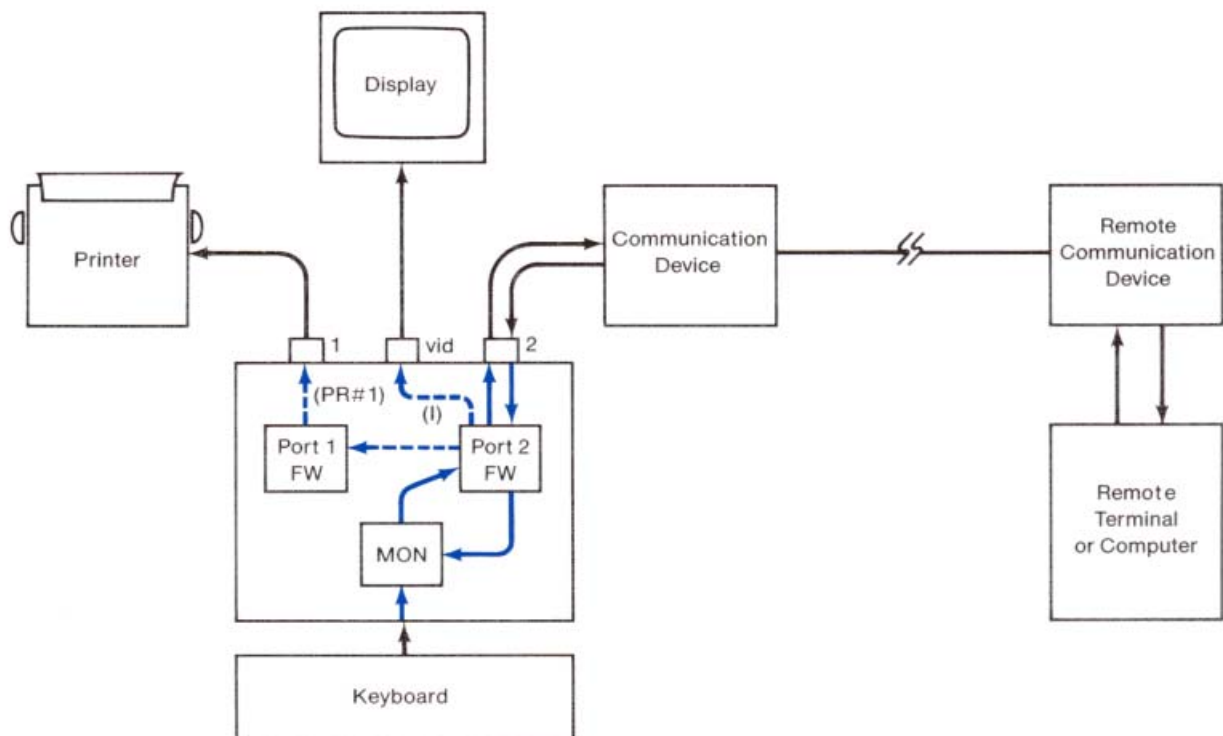 Display
Printer
Communication
Device
Remote
Communication
Device
1
vid
2
(PR#1)
(I)
Port 1
FW
Port 2
FW
MON
Remote
Terminal
or Computer
Keyboard